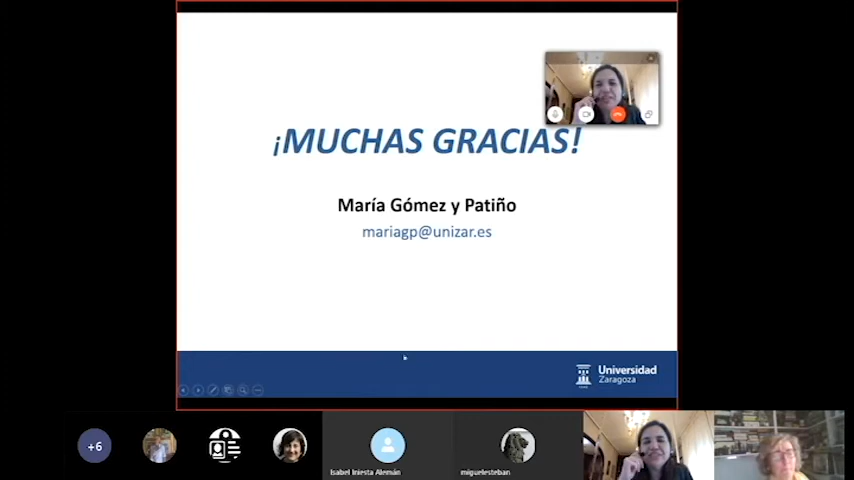 ¡MUCHAS GRACIAS!
María Gómez y Patiño
mariagp@unizar.es
Universidad
Zaragoza
+6
Isabel Iniesta Alemán
miguelesteban